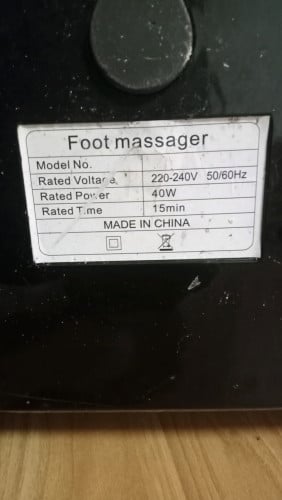 Foot massager
Model No.
Rated Voltage 220-240V 50/60Hz
Rated Power 40W
Rated Time 15min
MADE IN CHINA